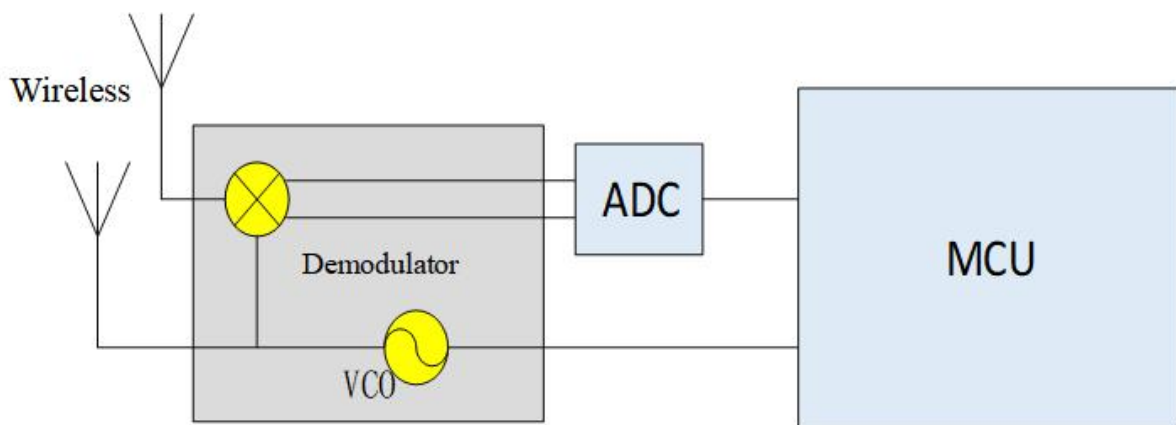 Wireless
ADC
MCU
Demodulator
VCO